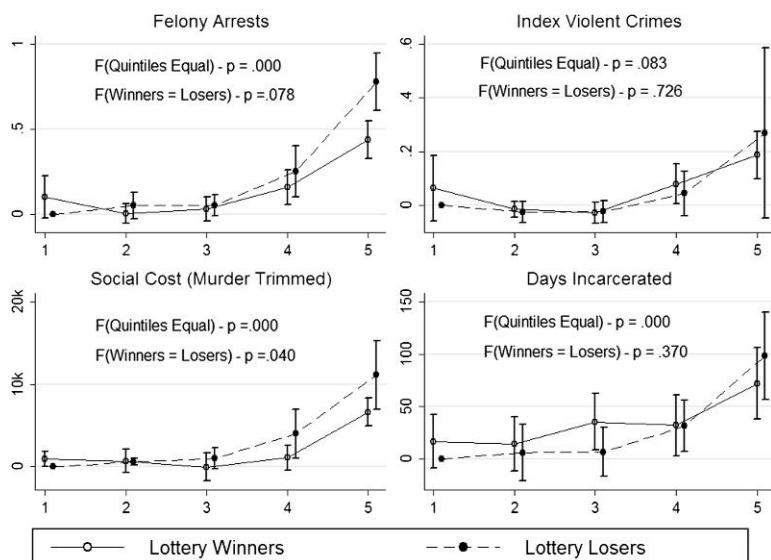 Felony Arrests
1
.5
0
F(Quintiles Equal) - p = .000
F(Winners = Losers) - p =.078
1 2 3 4 5
Index Violent Crimes
.6
.4
.2
0
F(Quintiles Equal) - p = .083
F(Winners = Losers) - p = .726
1 2 3 4 5
Social Cost (Murder Trimmed)
20k
10k
0
F(Quintiles Equal) - p =.000
F(Winners = Losers) - p =.040
1 2 3 4 5
Days Incarcerated
150
100
50
0
F(Quintiles Equal) - p = .000
F(Winners = Losers) - p = .370
1 2 3 4 5
Lottery Winners Lottery Losers